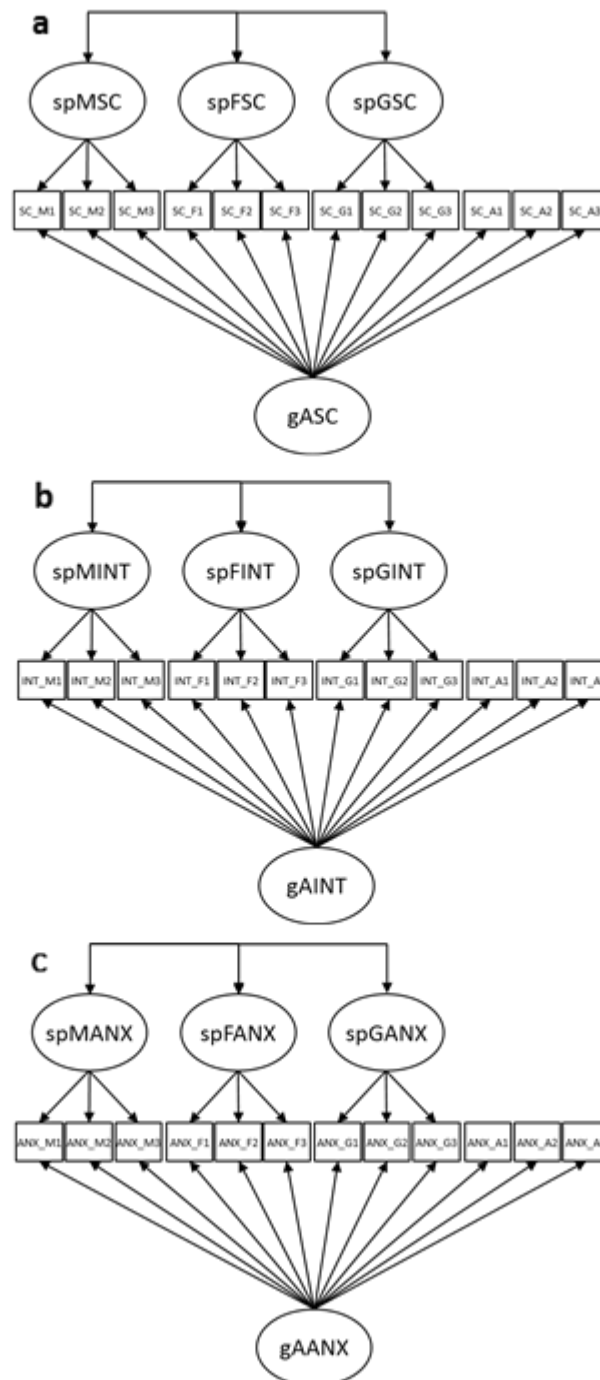 a
spMSC spFSC spGSC
SC_M1 SC_M2 SC_M3 SC_F1 SC_F2 SC_F3 SC_G1 SC_G2 SC_G3 SC_A1 SC_A2 SC_A3
gASC
b
spMINT spFINT spGINT
INT_M1 INT_M2 INT_M3 INT_F1 INT_F2 INT_F3 INT_G1 INT_G2 INT_G3 INT_A1 INT_A2 INT_A
gAINT
c
spMANX spFANX spGANX
ANX_M1 ANX_M2 ANX_M3 ANX_F1 ANX_F2 ANX_F3 ANX_G1 ANX_G2 ANX_G3 ANX_A1 ANX_A2 ANX_A
gAANX